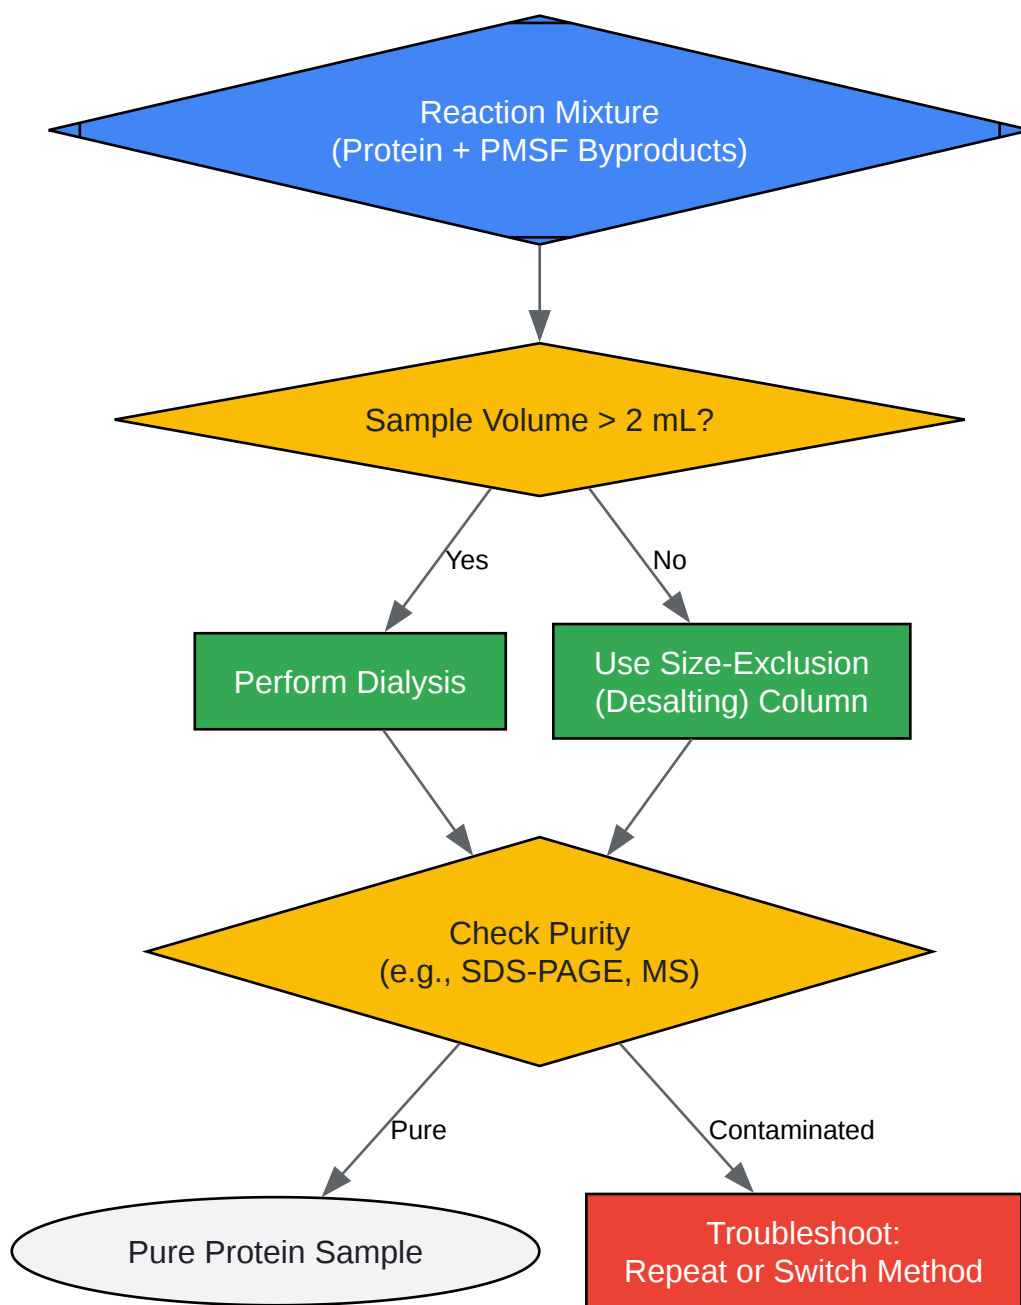 Reaction Mixture
(Protein + PMSF Byproducts)
Sample Volume > 2 mL?
Yes
No
Perform Dialysis
Use Size-Exclusion
(Desalting) Column
Check Purity
(e.g., SDS-PAGE, MS)
Pure
Contaminated
Pure Protein Sample
Troubleshoot:
Repeat or Switch Method